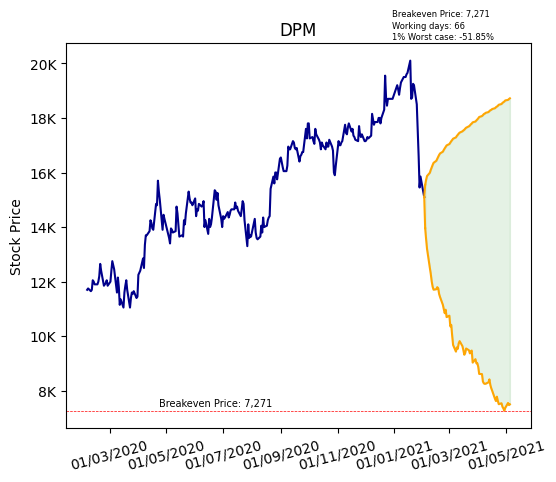 Breakeven Price: 7,271
Working days: 66
1% Worst case: -51.85%
DPM
Stock Price
20K
18K
16K
14K
12K
10K
8K
Breakeven Price: 7,271
01/03/2020
01/05/2020
01/07/2020
01/09/2020
01/11/2020
01/01/2021
01/03/2021
01/05/2021